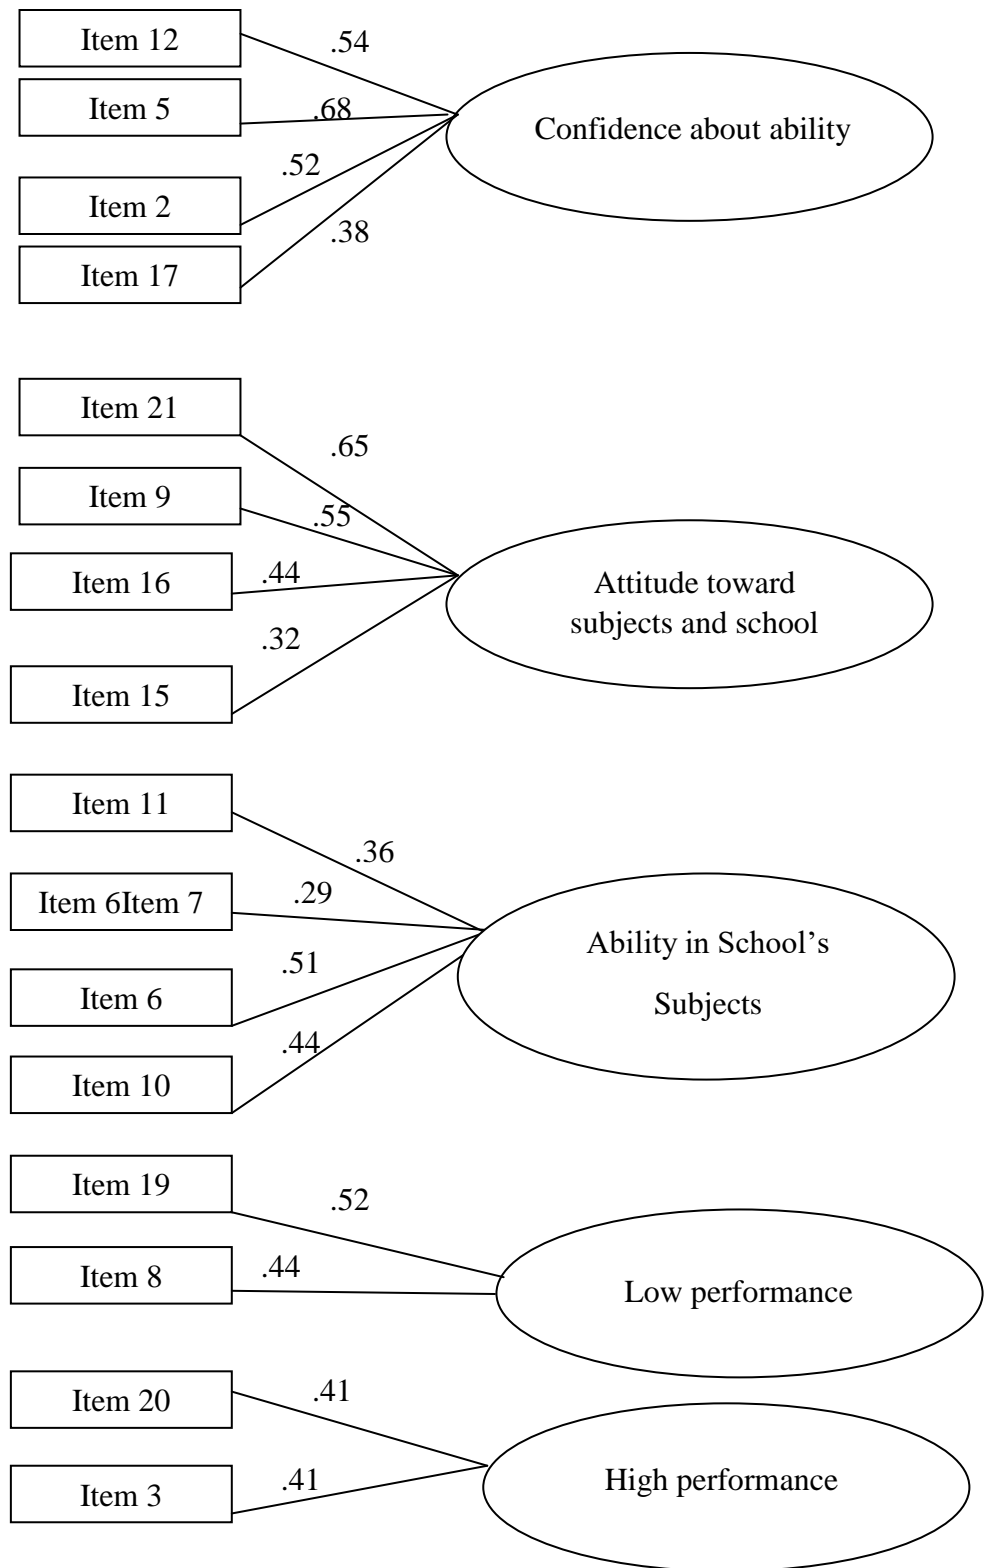 Item 12
.54
Item 5
.68
Confidence about ability
.52
Item 2
.38
Item 17
Item 21
.65
Item 9
.55
Item 16
.44
Attitude toward
subjects and school
.32
Item 15
Item 11
.36
Item 6Item 7
.29
Ability in School’s
Subjects
.51
Item 6
.44
Item 10
Item 19
.52
Item 8
.44
Low performance
Item 20
.41
Item 3
.41
High performance